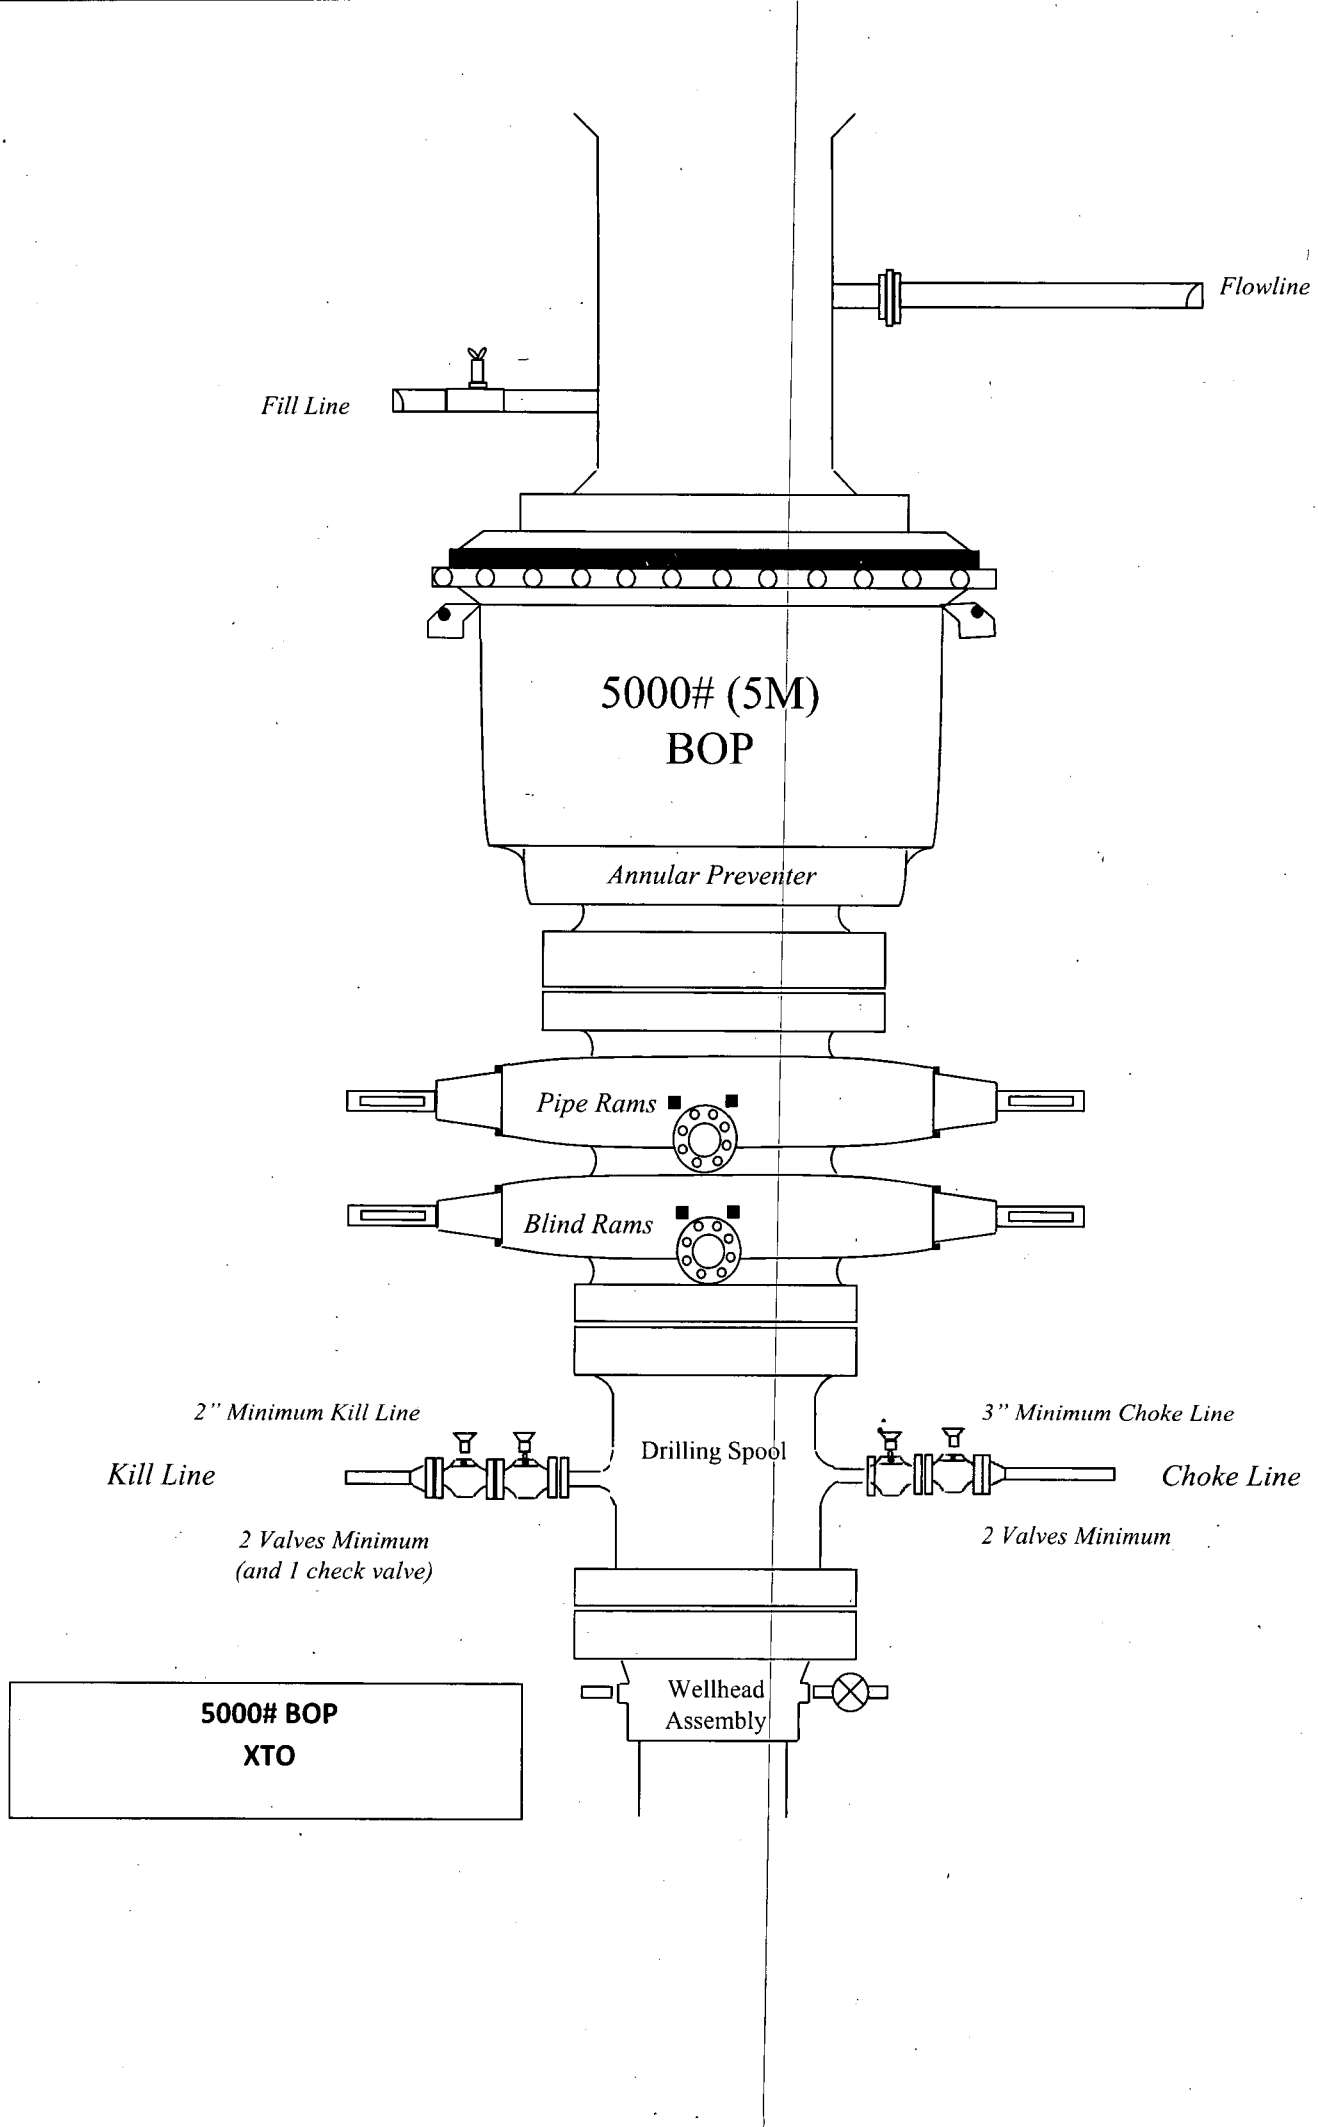 Flowline
Fill Line
5000# (5M)
BOP
Annular Preventer
Pipe Rams
Blind Rams
2” Minimum Kill Line
3” Minimum Choke Line
Drilling Spool
Kill Line
Choke Line
2 Valves Minimum
(and 1 check valve)
2 Valves Minimum
Wellhead
Assembly
5000# BOP
XTO